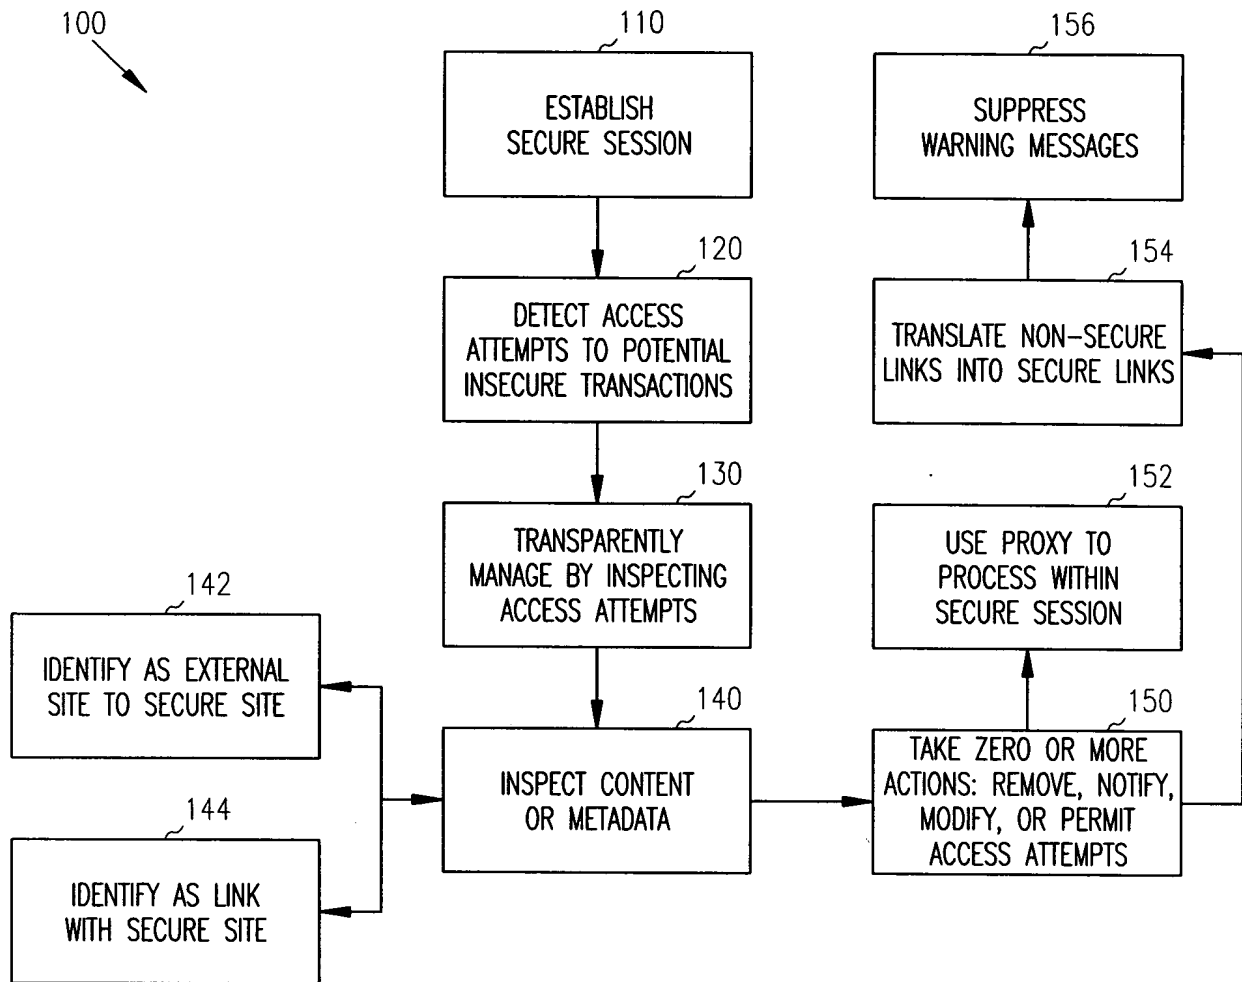 100
110
ESTABLISH
SECURE SESSION
120
DETECT ACCESS
ATTEMPTS TO POTENTIAL
INSECURE TRANSACTIONS
130
TRANSPARENTLY
MANAGE BY INSPECTING
ACCESS ATTEMPTS
140
INSPECT CONTENT
OR METADATA
142
IDENTIFY AS EXTERNAL
SITE TO SECURE SITE
144
IDENTIFY AS LINK
WITH SECURE SITE
150
TAKE ZERO OR MORE
ACTIONS: REMOVE, NOTIFY,
MODIFY, OR PERMIT
ACCESS ATTEMPTS
152
USE PROXY TO
PROCESS WITHIN
SECURE SESSION
154
TRANSLATE NON-SECURE
LINKS INTO SECURE LINKS
156
SUPPRESS
WARNING MESSAGES